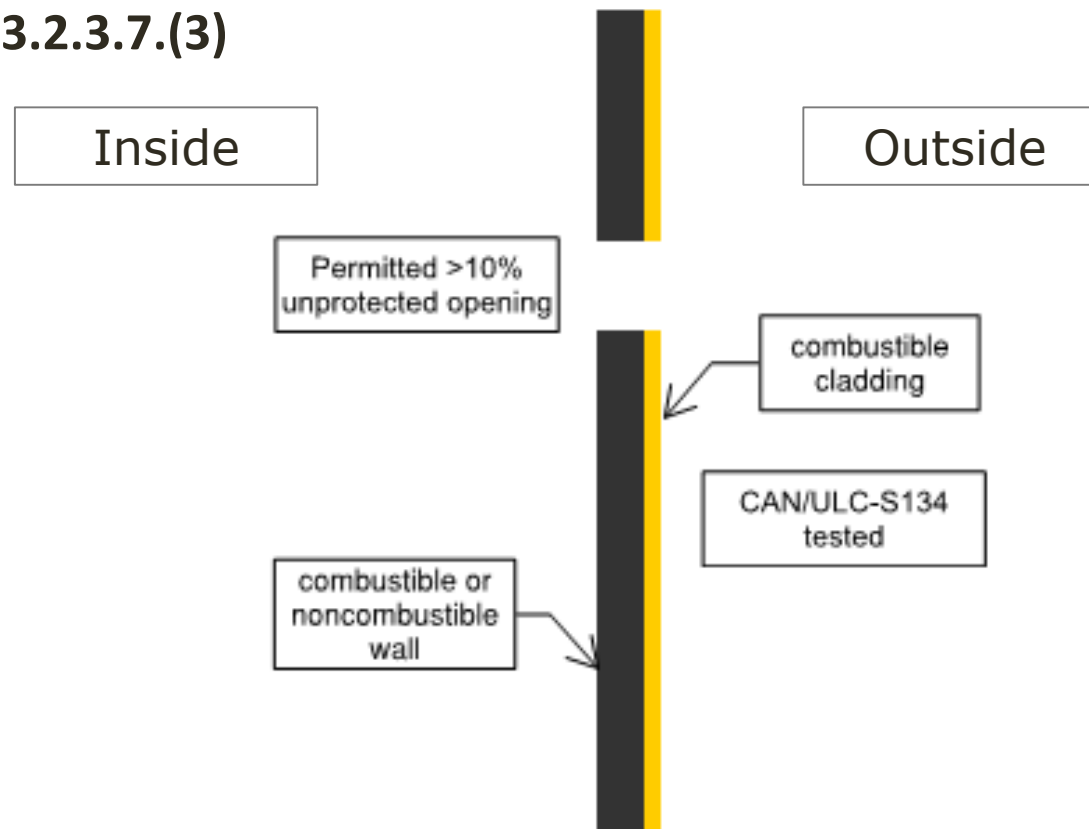 3.2.3.7.(3)
Inside
Outside
Permitted >10%
unprotected opening
combustible
cladding
CAN/ULC-S134
tested
combustible or
noncombustible
wall